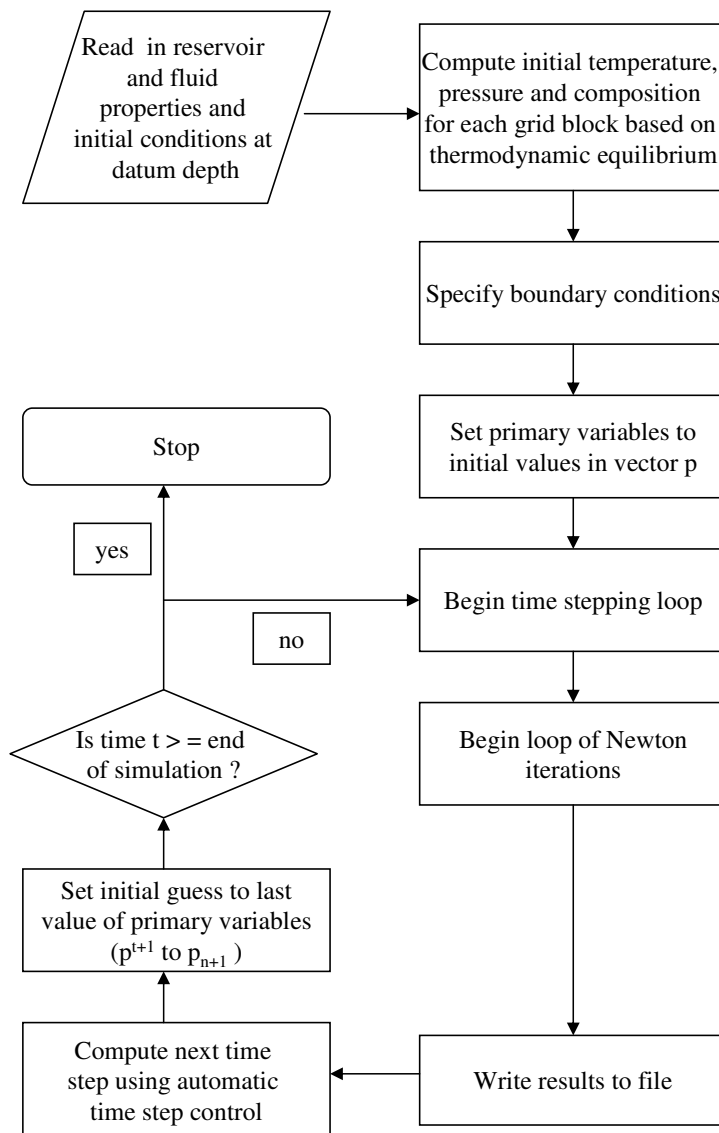 Read in reservoir
and fluid
properties and
initial conditions at
datum depth
Compute initial temperature,
pressure and composition
for each grid block based on
thermodynamic equilibrium
Specify boundary conditions
Set primary variables to
initial values in vector p
Stop
yes
Begin time stepping loop
no
Is time t > = end
of simulation ?
Begin loop of Newton
iterations
Set initial guess to last
value of primary variables
(pᵗ⁺¹ to pₙ₊₁ )
Compute next time
step using automatic
time step control
Write results to file